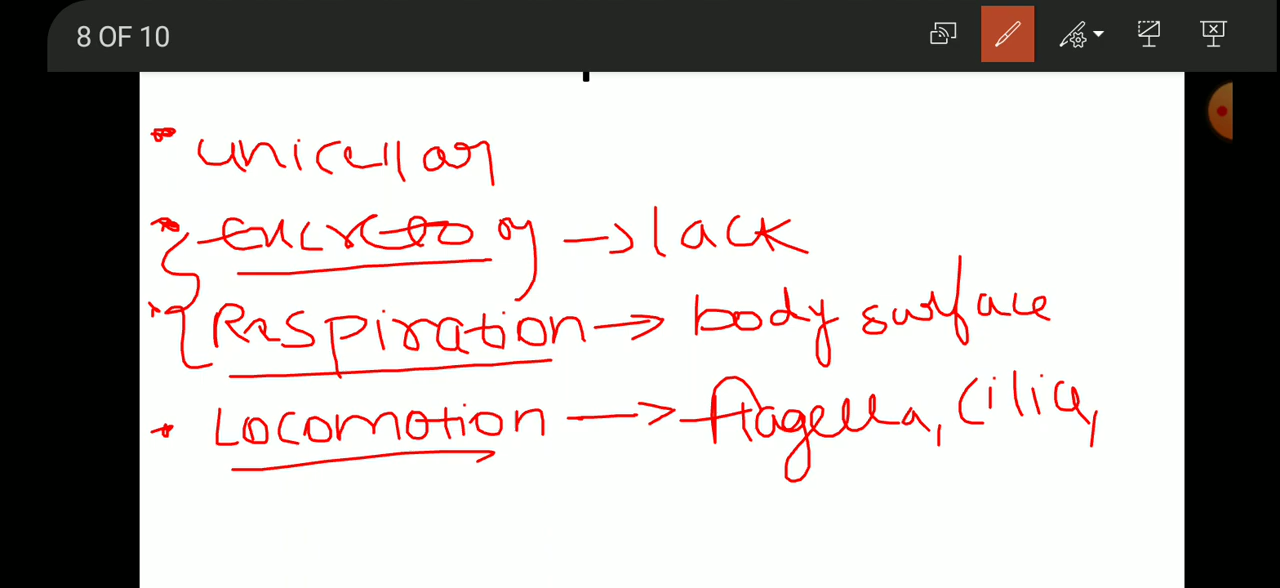 8 OF 10
* unicellar
* Excretory → lack
* Respiration → body surface
* Locomotion → flagella, Cilia,